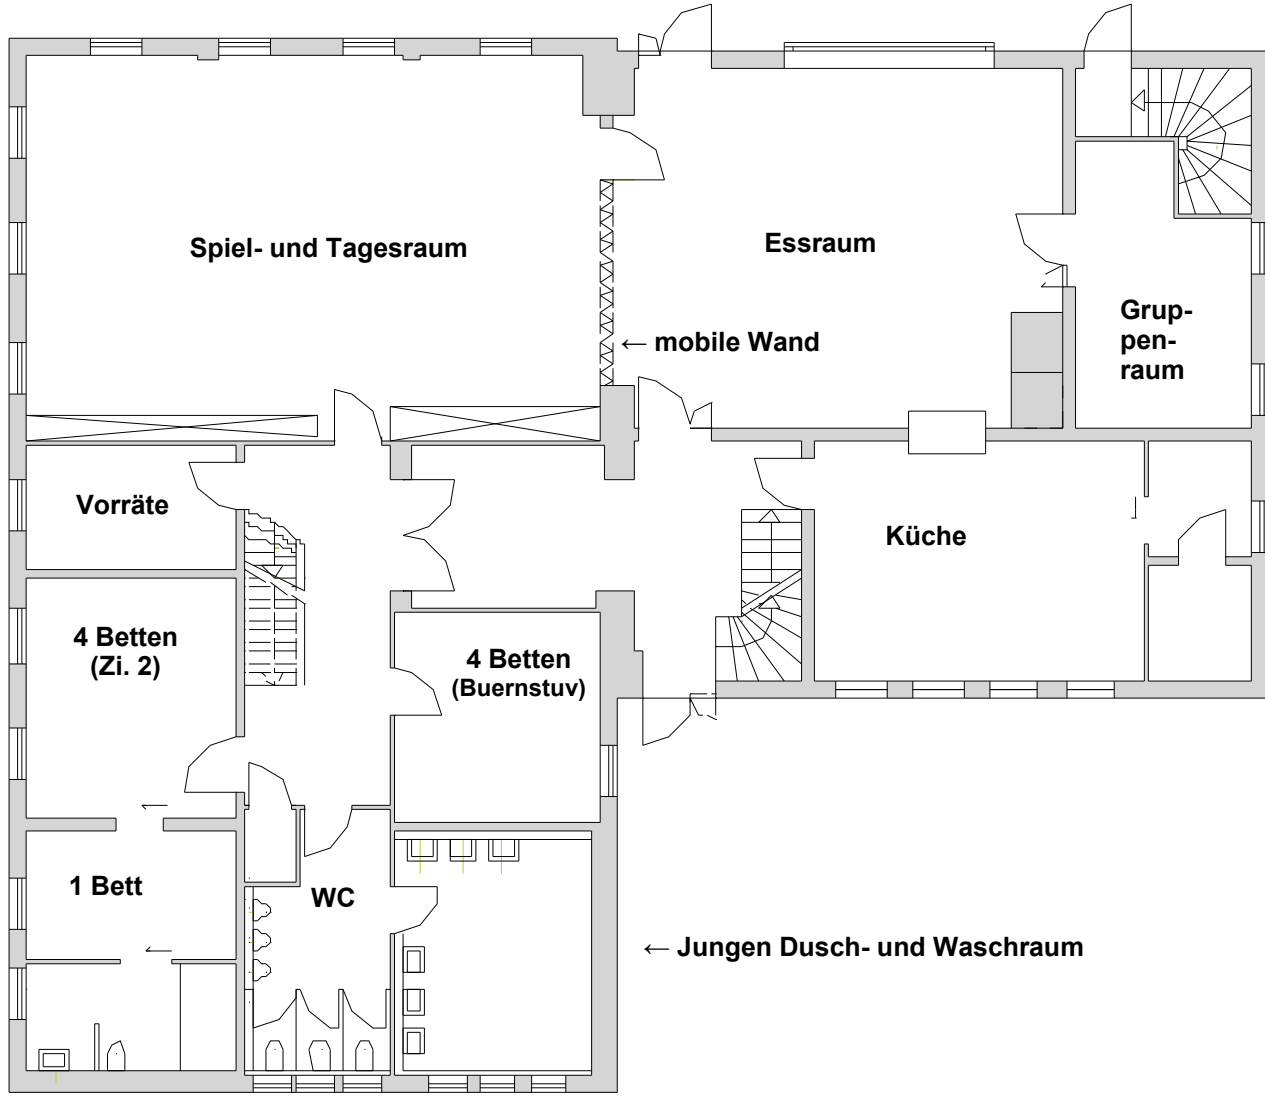 Spiel- und Tagesraum
Essraum
← mobile Wand
Grup-
pen-
raum
Vorräte
Küche
4 Betten
(Zi. 2)
4 Betten
(Buernstuv)
1 Bett
WC
← Jungen Dusch- und Waschraum